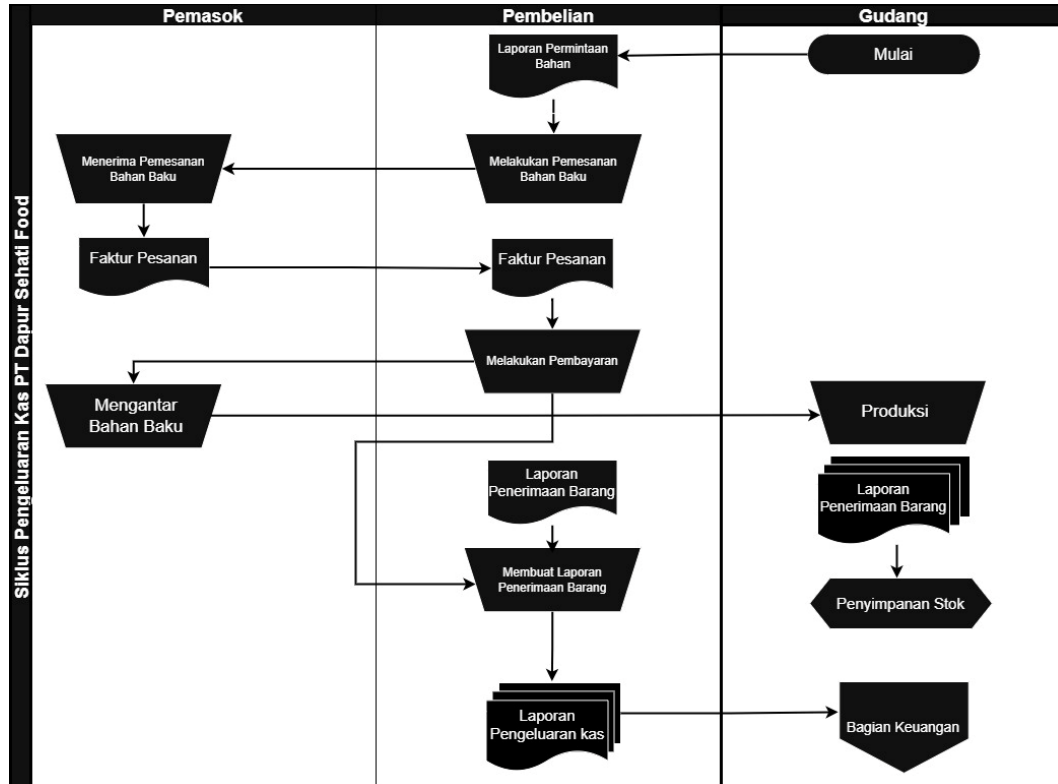 Siklus Pengeluaran Kas PT Dapur Sehati Food
Pemasok
Pembelian
Gudang
Laporan Permintaan
Bahan
Mulai
Menerima Pemesanan
Bahan Baku
Melakukan Pemesanan
Bahan Baku
Faktur Pesanan
Faktur Pesanan
Melakukan Pembayaran
Mengantar
Bahan Baku
Produksi
Laporan
Penerimaan Barang
Laporan
Penerimaan Barang
Membuat Laporan
Penerimaan Barang
Penyimpanan Stok
Laporan
Pengeluaran kas
Bagian Keuangan